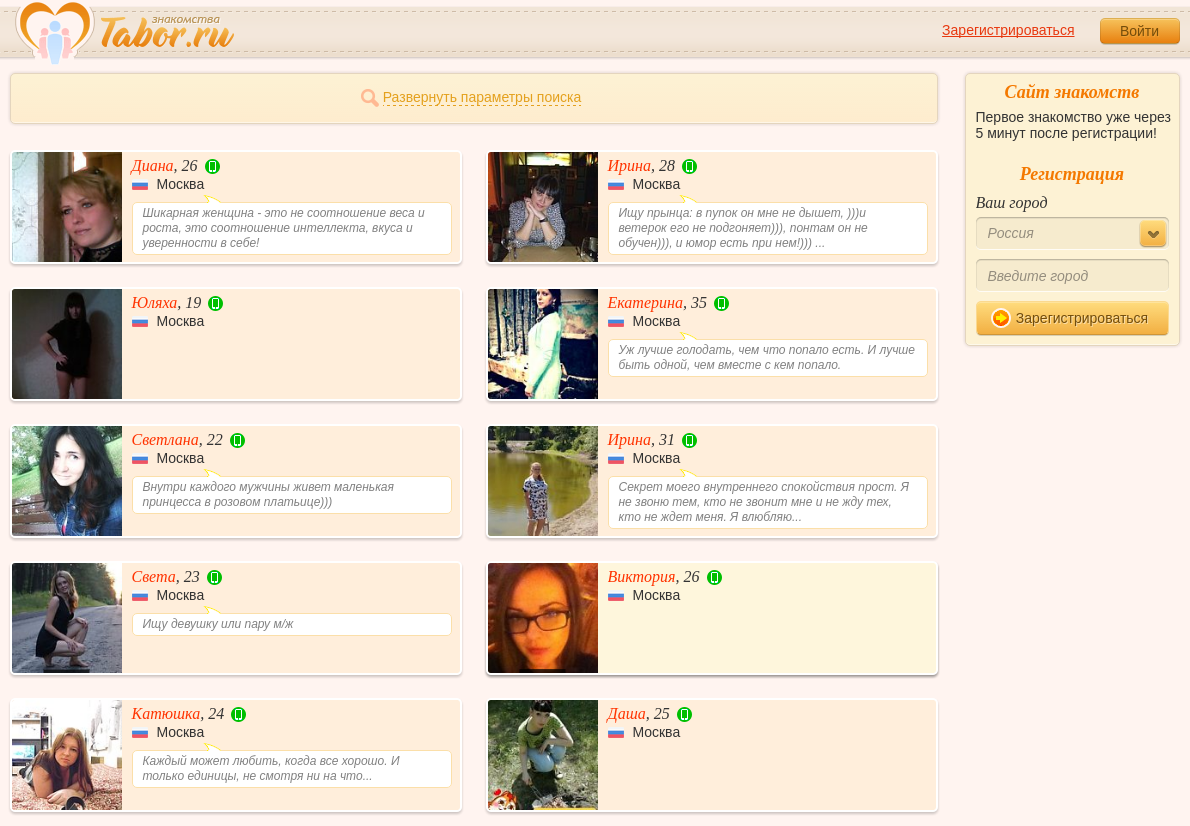 знакомства
Tabor.ru
Зарегистрироваться
Войти
Развернуть параметры поиска
Диана, 26
Москва
Шикарная женщина - это не соотношение веса и
роста, это соотношение интеллекта, вкуса и
уверенности в себе!
Ирина, 28
Москва
Ищу прынца: в пупок он мне не дышет, )))и
ветерок его не подгоняет))), понтам он не
обучен))), и юмор есть при нем!))) ...
Юляха, 19
Москва
Екатерина, 35
Москва
Уж лучше голодать, чем что попало есть. И лучше
быть одной, чем вместе с кем попало.
Светлана, 22
Москва
Внутри каждого мужчины живет маленькая
принцесса в розовом платьице)))
Ирина, 31
Москва
Секрет моего внутреннего спокойствия прост. Я
не звоню тем, кто не звонит мне и не жду тех,
кто не ждет меня. Я влюбляю...
Света, 23
Москва
Ищу девушку или пару м/ж
Виктория, 26
Москва
Катюшка, 24
Москва
Каждый может любить, когда все хорошо. И
только единицы, не смотря ни на что...
Даша, 25
Москва
Сайт знакомств
Первое знакомство уже через
5 минут после регистрации!
Регистрация
Ваш город
Россия
Введите город
Зарегистрироваться